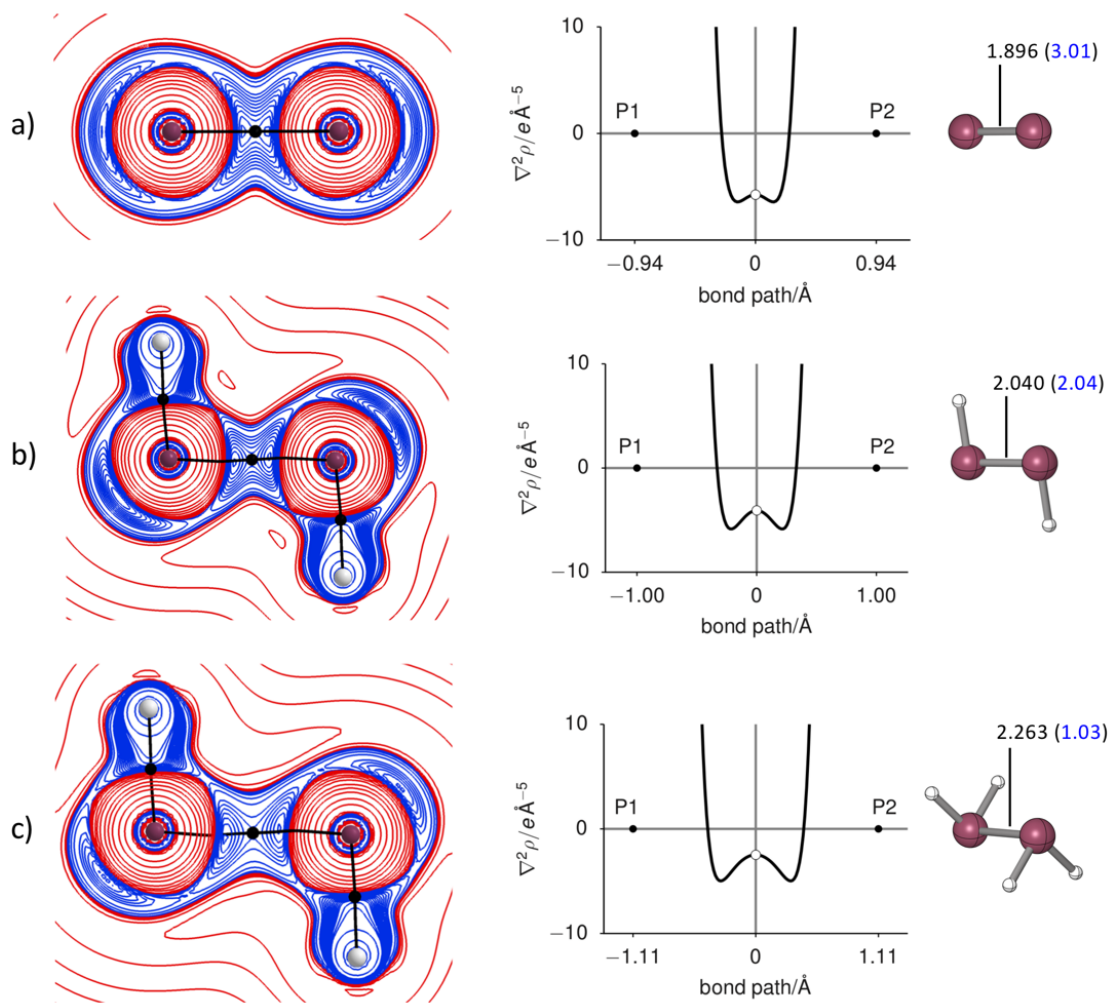 a)
10
0
−10
∇²ρ/eÅ⁻⁵
P1
P2
−0.94
0
0.94
bond path/Å
1.896 (3.01)
b)
10
0
−10
∇²ρ/eÅ⁻⁵
P1
P2
−1.00
0
1.00
bond path/Å
2.040 (2.04)
c)
10
0
−10
∇²ρ/eÅ⁻⁵
P1
P2
−1.11
0
1.11
bond path/Å
2.263 (1.03)